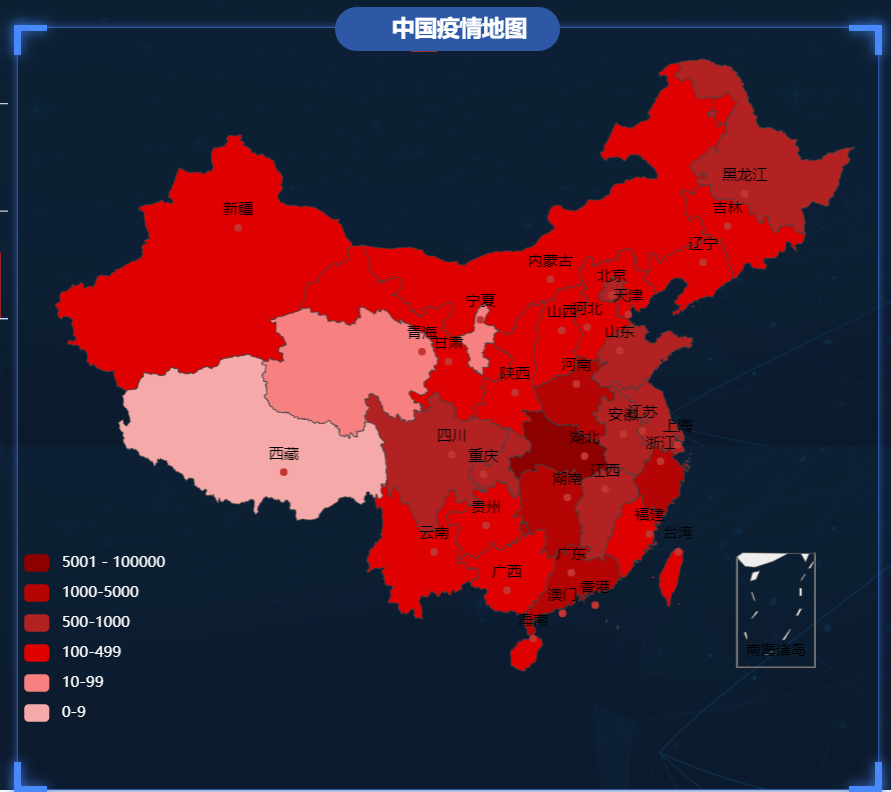 中国疫情地图
黑龙江
新疆
吉林
辽宁
内蒙古
北京
天津
宁夏
山西
河北
青海
甘肃
山东
陕西
河南
安徽
江苏
上海
四川
湖北
浙江
西藏
重庆
湖南
江西
贵州
福建
云南
台湾
广东
广西
澳门
香港
海南
南海诸岛
5001 - 100000
1000-5000
500-1000
100-499
10-99
0-9